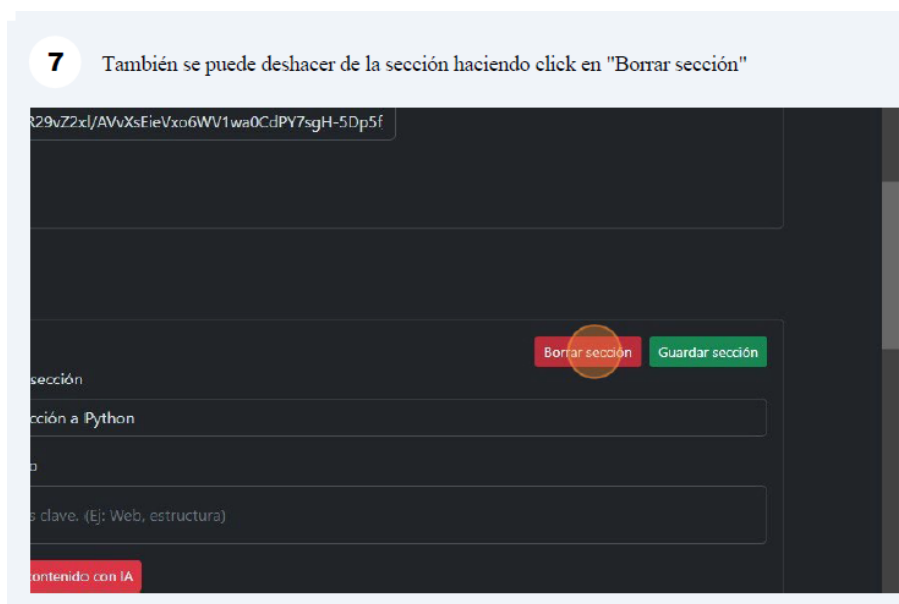 7 También se puede deshacer de la sección haciendo click en "Borrar sección"
R29vZ2xl/AVvXsEieVxo6WV1wa0CdPY7sgH-5Dp5f
Borrar sección Guardar sección
sección
cción a Python
o
s clave. (Ej: Web, estructura)
contenido con IA